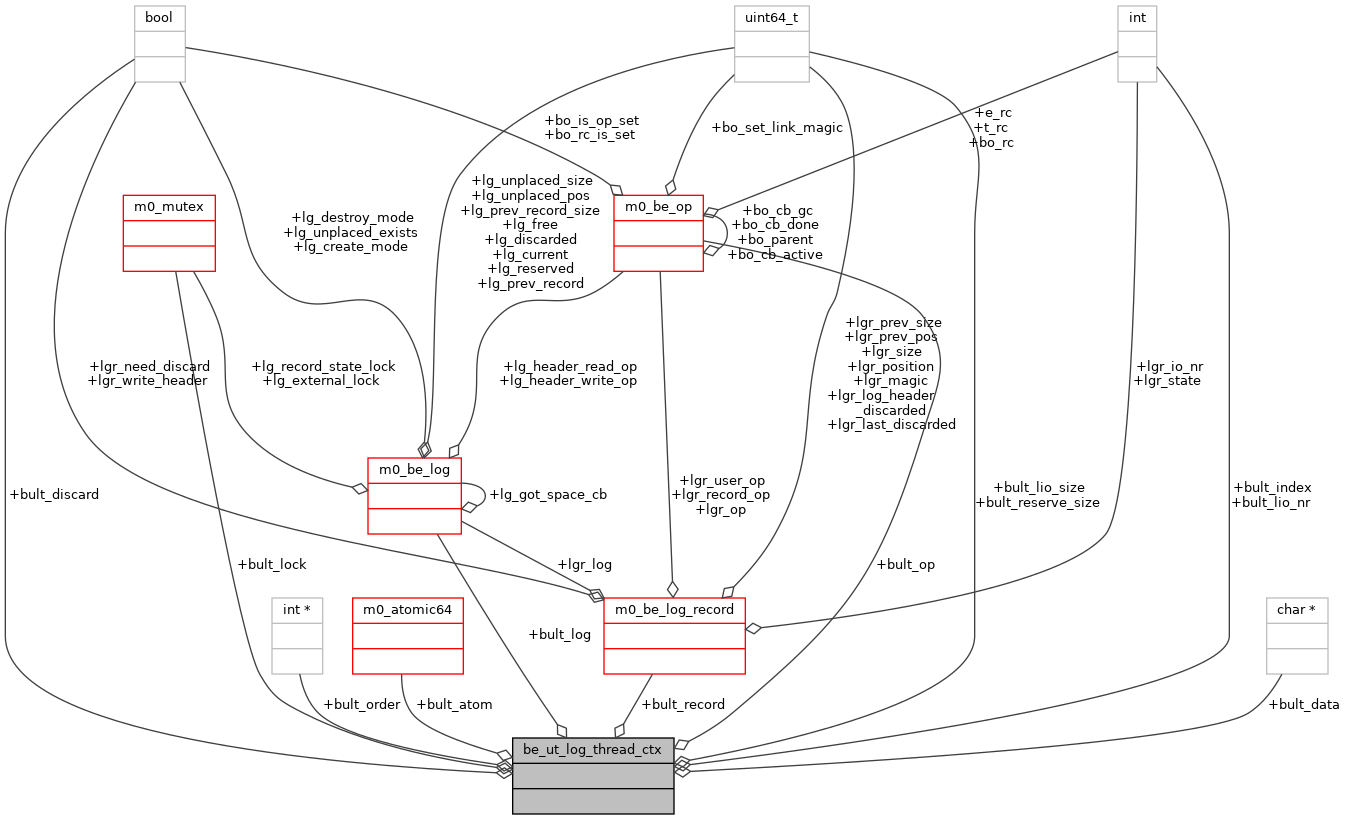 bool
uint64_t
int
+bo_is_op_set
+bo_rc_is_set
+bo_set_link_magic
+e_rc
+t_rc
+bo_rc
m0_mutex
+lg_destroy_mode
+lg_unplaced_exists
+lg_create_mode
+lg_unplaced_size
+lg_unplaced_pos
+lg_prev_record_size
+lg_free
+lg_discarded
+lg_current
+lg_reserved
+lg_prev_record
m0_be_op
+bo_cb_gc
+bo_cb_done
+bo_parent
+bo_cb_active
+lgr_need_discard
+lgr_write_header
+lg_record_state_lock
+lg_external_lock
+lg_header_read_op
+lg_header_write_op
+lgr_prev_size
+lgr_prev_pos
+lgr_size
+lgr_position
+lgr_magic
+lgr_log_header
_discarded
+lgr_last_discarded
+lgr_io_nr
+lgr_state
+bult_discard
m0_be_log
+lg_got_space_cb
+lgr_user_op
+lgr_record_op
+lgr_op
+bult_lio_size
+bult_reserve_size
+bult_index
+bult_lio_nr
+bult_lock
+lgr_log
+bult_op
int *
m0_atomic64
+bult_log
m0_be_log_record
char *
+bult_order
+bult_atom
+bult_record
+bult_data
be_ut_log_thread_ctx